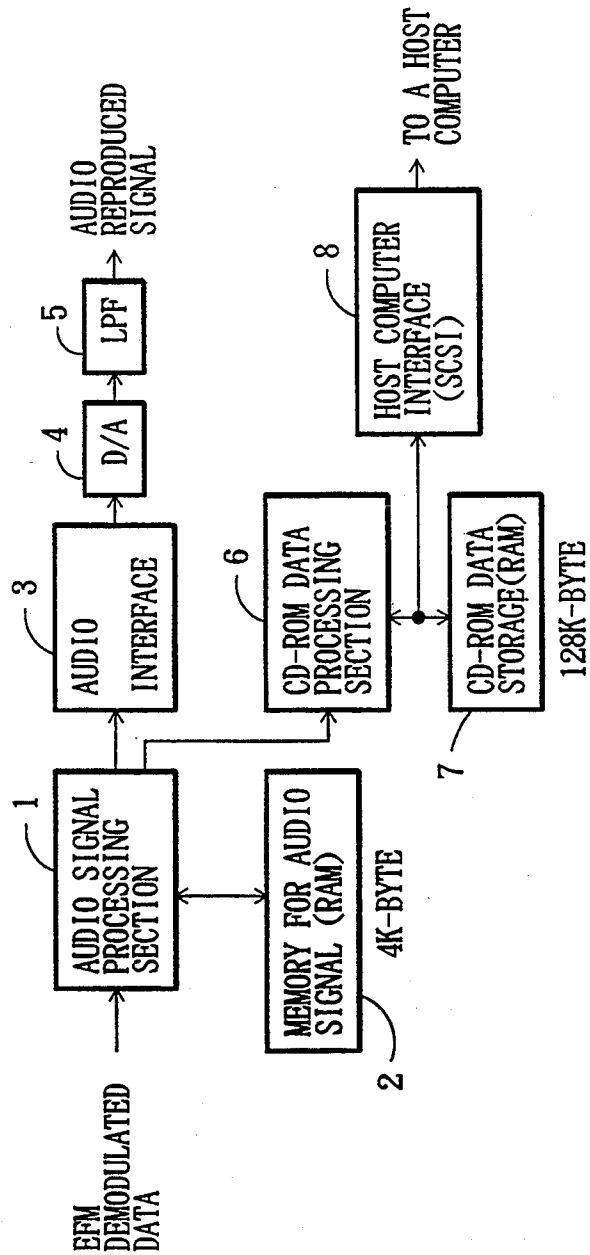 EFM
DEMODULATED
DATA
1
AUDIO SIGNAL
PROCESSING
SECTION
3
AUDIO
INTERFACE
4
D/A
5
LPF
AUDIO
REPRODUCED
SIGNAL
2
MEMORY FOR AUDIO
SIGNAL (RAM)
4K-BYTE
6
CD-ROM DATA
PROCESSING
SECTION
7
CD-ROM DATA
STORAGE(RAM)
128K-BYTE
8
HOST COMPUTER
INTERFACE
(SCSI)
TO A HOST
COMPUTER